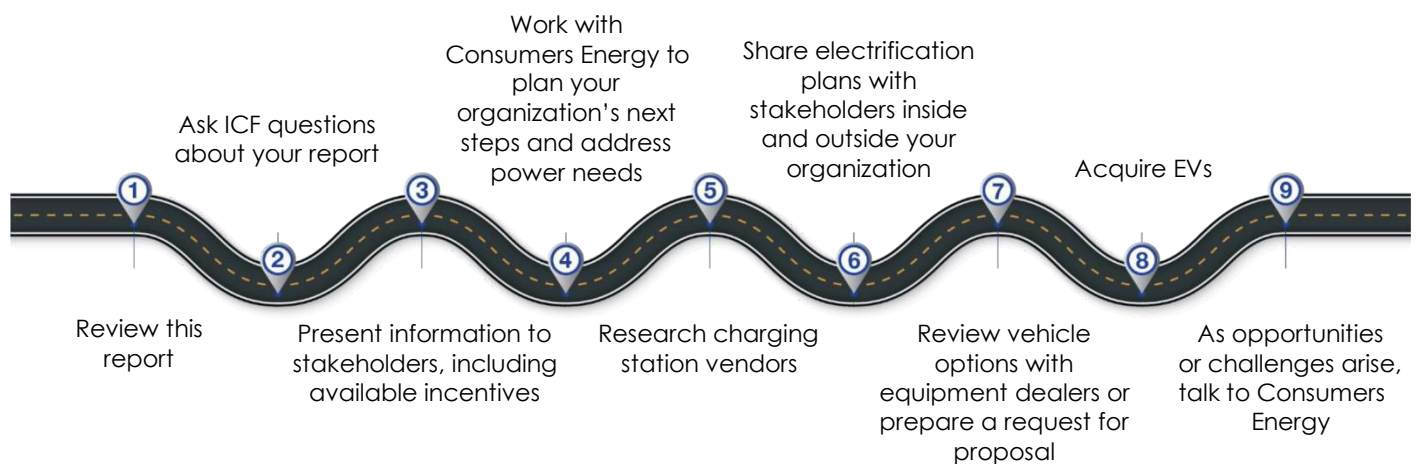 1
Review this
report
2
Ask ICF questions
about your report
3
Present information to
stakeholders, including
available incentives
4
Work with
Consumers Energy to
plan your
organization’s next
steps and address
power needs
5
Research charging
station vendors
6
Share electrification
plans with
stakeholders inside
and outside your
organization
7
Review vehicle
options with
equipment dealers or
prepare a request for
proposal
8
Acquire EVs
9
As opportunities
or challenges arise,
talk to Consumers
Energy